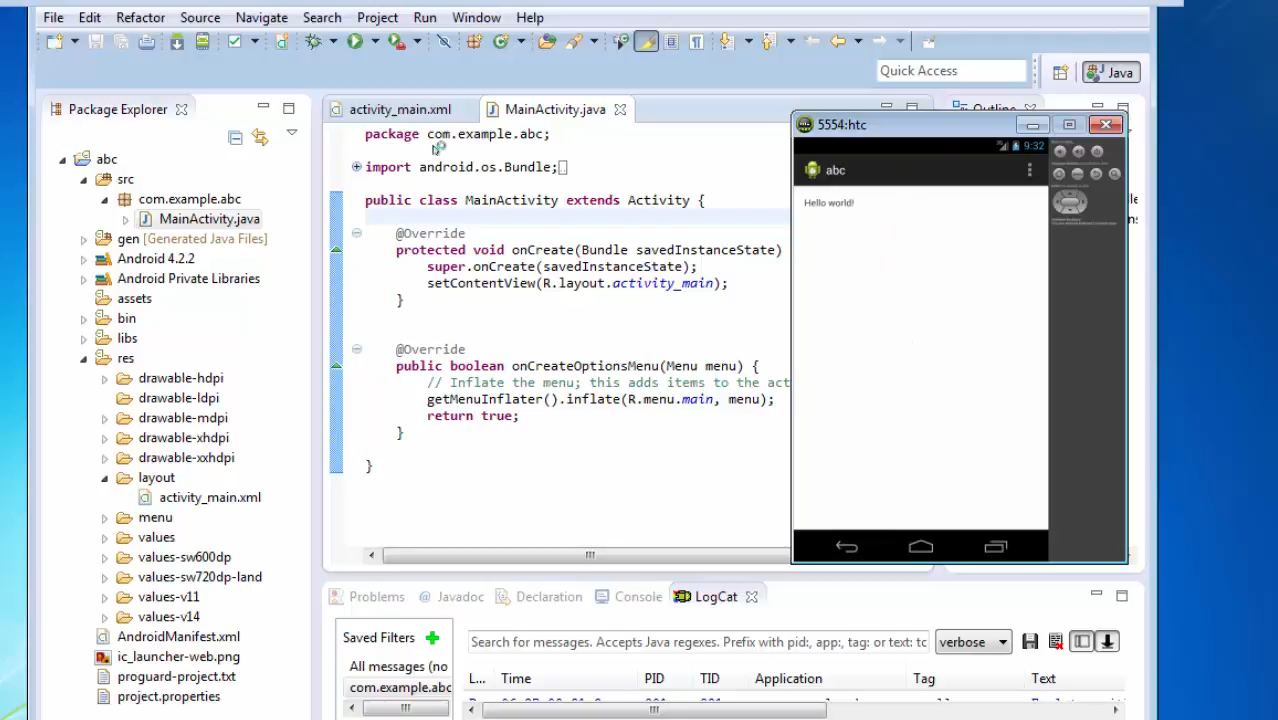 File Edit Refactor Source Navigate Search Project Run Window Help
Quick Access
Java
Package Explorer
abc
src
com.example.abc
MainActivity.java
gen [Generated Java Files]
Android 4.2.2
Android Private Libraries
assets
bin
libs
res
drawable-hdpi
drawable-ldpi
drawable-mdpi
drawable-xhdpi
drawable-xxhdpi
layout
activity_main.xml
menu
values
values-sw600dp
values-sw720dp-land
values-v11
values-v14
AndroidManifest.xml
ic_launcher-web.png
proguard-project.txt
project.properties
activity_main.xml MainActivity.java
package com.example.abc;
import android.os.Bundle;
public class MainActivity extends Activity {
@Override
protected void onCreate(Bundle savedInstanceState)
super.onCreate(savedInstanceState);
setContentView(R.layout.activity_main);
}
@Override
public boolean onCreateOptionsMenu(Menu menu) {
// Inflate the menu; this adds items to the act
getMenuInflater().inflate(R.menu.main, menu);
return true;
}
}
Outline
5554:htc
9:32
abc
Hello world!
Problems @ Javadoc Declaration Console LogCat
Saved Filters
All messages (no
com.example.abc
Search for messages. Accepts Java regexes. Prefix with pid:, app:, tag: or text: tc
verbose
L... Time PID TID Application Tag Text